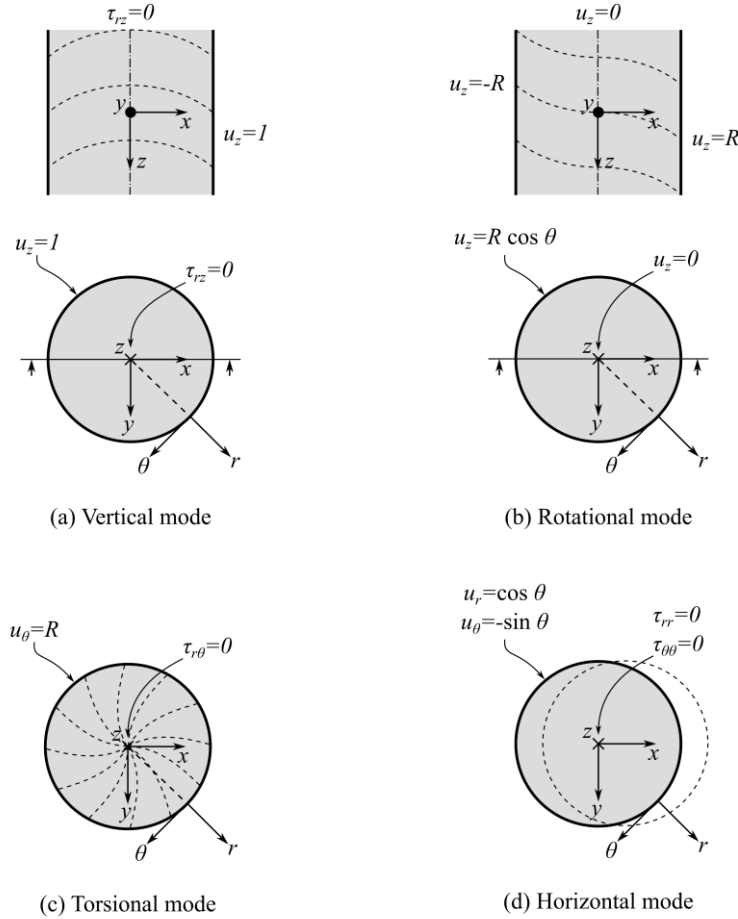 τrz=0
y
x
z
uz=1
uz=1
τrz=0
z
x
y
θ
r
(a) Vertical mode
uz=0
uz=-R
y
x
z
uz=R
uz=R cos θ
uz=0
z
x
y
θ
r
(b) Rotational mode
uθ=R
τrθ=0
z
x
y
θ
r
(c) Torsional mode
ur=cos θ
uθ=-sin θ
τrr=0
τθθ=0
z
x
y
θ
r
(d) Horizontal mode